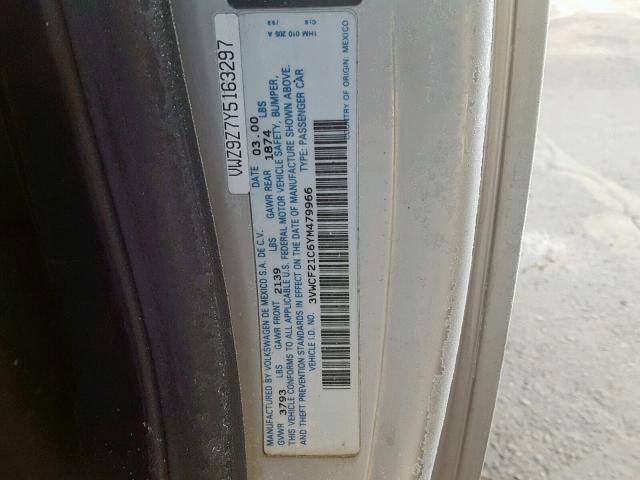 VWZ9Z7Y5163297
MANUFACTURED BY VOLKSWAGEN DE MEXICO S.A. DE C.V. DATE 03.00
GVWR 3793 LBS GAWR FRONT 2139 LBS GAWR REAR 1874 LBS
THIS VEHICLE CONFORMS TO ALL APPLICABLE U.S. FEDERAL MOTOR VEHICLE SAFETY, BUMPER,
AND THEFT PREVENTION STANDARDS IN EFFECT ON THE DATE OF MANUFACTURE SHOWN ABOVE.
VEHICLE I.D. NO. 3VWCF21C6YM479966 TYPE: PASSENGER CAR
COUNTRY OF ORIGIN: MEXICO
1HM 010 205 A